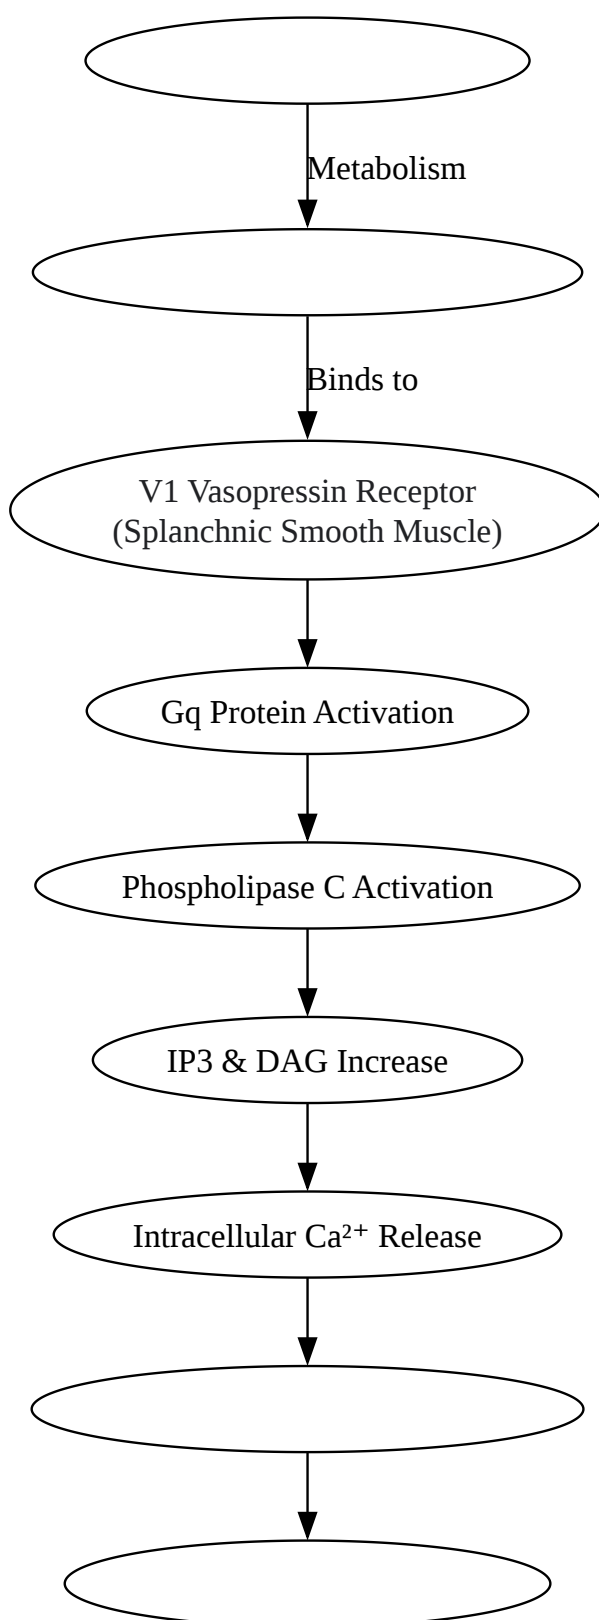 Metabolism
Binds to
V1 Vasopressin Receptor
(Splanchnic Smooth Muscle)
Gq Protein Activation
Phospholipase C Activation
IP3 & DAG Increase
Intracellular Ca²⁺ Release